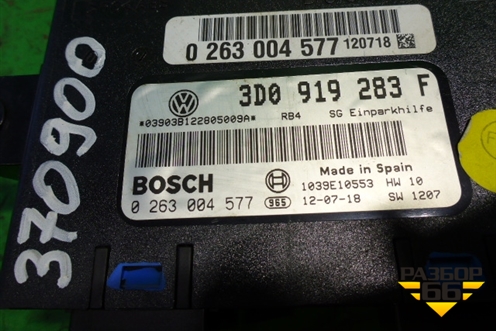 0 263 004 577 120718
3D0 919 283 F
*03903B122805009A* RB4 SG Einparkhilfe
Made in Spain
BOSCH
1039E10553 HW 10
0 263 004 577 965 12-07-18 SW 1207
370900
РАЗБОР
66